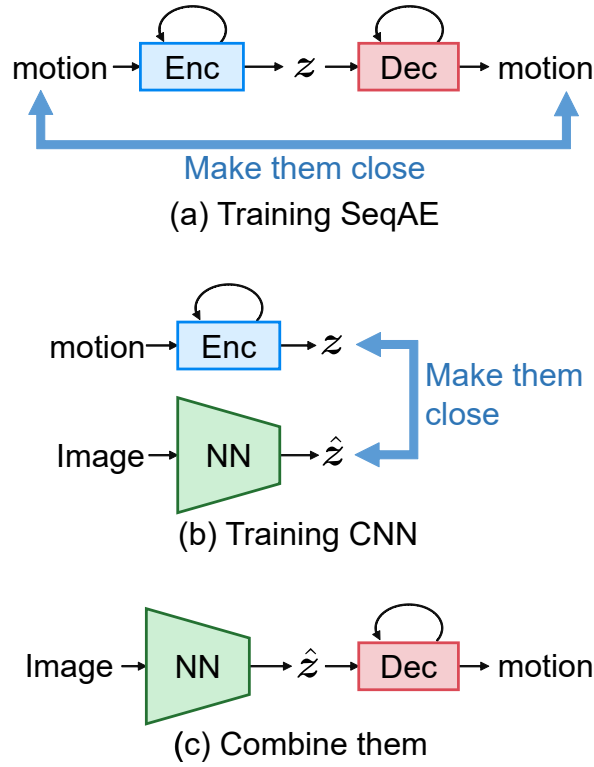 motion Enc z Dec motion
Make them close
(a) Training SeqAE
motion Enc z
Make them
close
Image NN ẑ
(b) Training CNN
Image NN ẑ Dec motion
(c) Combine them